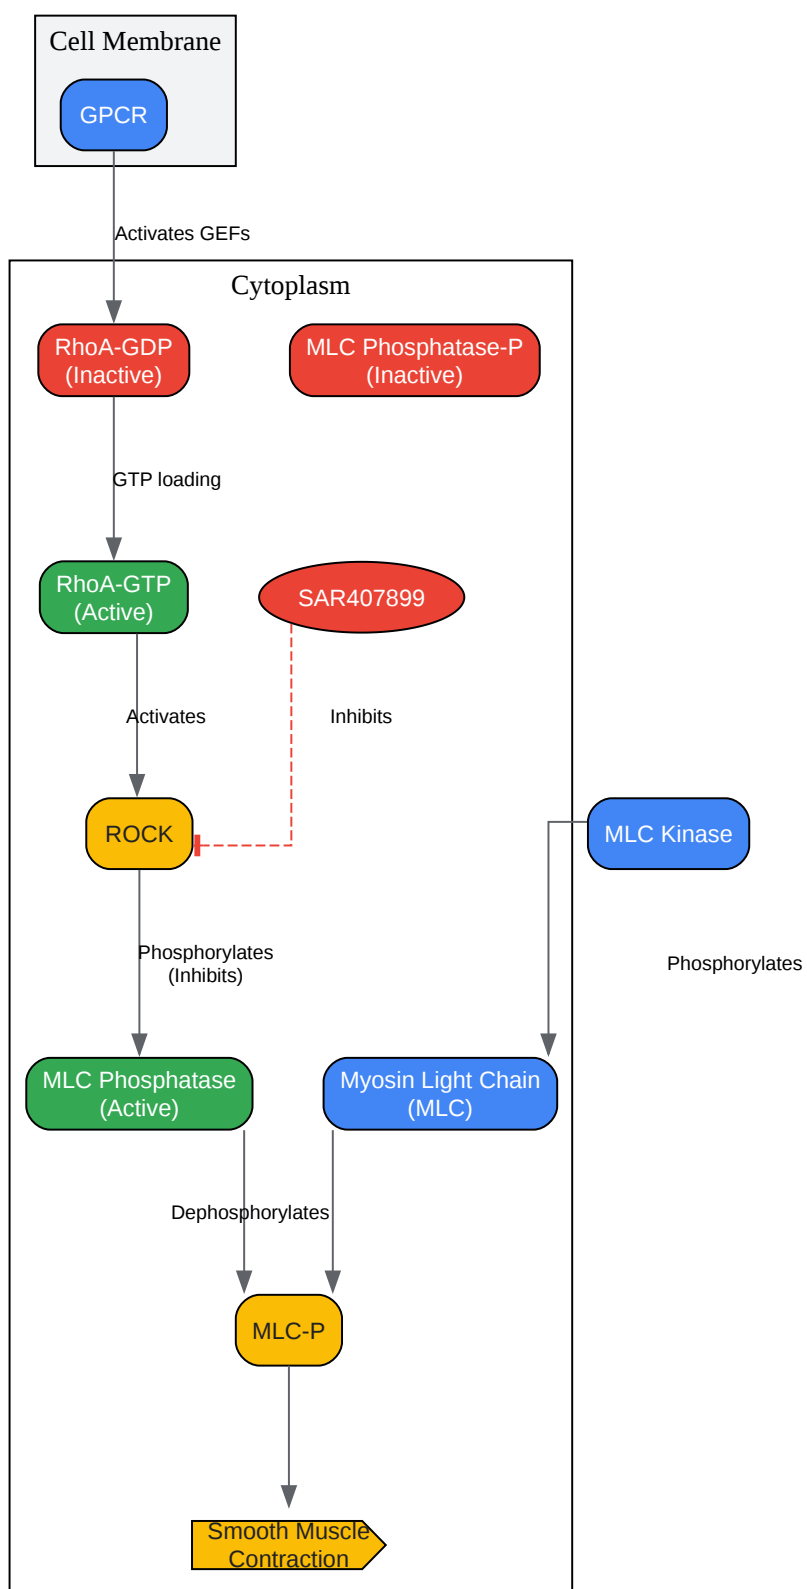 Cell Membrane
GPCR
Activates GEFs
Cytoplasm
RhoA-GDP
(Inactive)
MLC Phosphatase-P
(Inactive)
GTP loading
RhoA-GTP
(Active)
SAR407899
Activates
Inhibits
ROCK
MLC Kinase
Phosphorylates
(Inhibits)
Phosphorylates
MLC Phosphatase
(Active)
Myosin Light Chain
(MLC)
Dephosphorylates
MLC-P
Smooth Muscle
Contraction